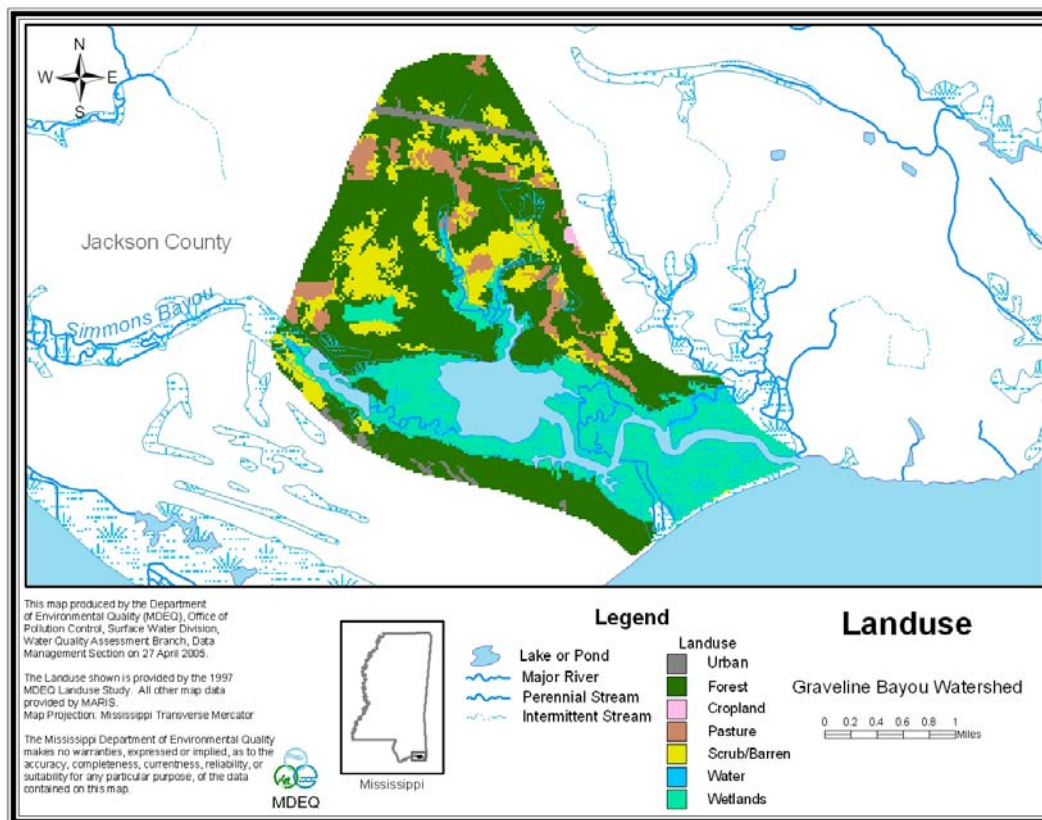 N
W E
S
Jackson County
Simmons Bayou
This map produced by the Department
of Environmental Quality (MDEQ), Office of
Pollution Control, Surface Water Division,
Water Quality Assessment Branch, Data
Management Section on 27 April 2005.
The Landuse shown is provided by the 1997
MDEQ Landuse Study. All other map data
provided by MARIS.
Map Projection: Mississippi Transverse Mercator
The Mississippi Department of Environmental Quality
makes no warranties, expressed or implied, as to the
accuracy, completeness, currentness, reliability, or
suitability for any particular purpose, of the data
contained on this map.
MDEQ
Mississippi
Legend
Lake or Pond
Major River
Perennial Stream
Intermittent Stream
Landuse
Urban
Forest
Cropland
Pasture
Scrub/Barren
Water
Wetlands
Landuse
Graveline Bayou Watershed
0 0.2 0.4 0.6 0.8 1
Miles